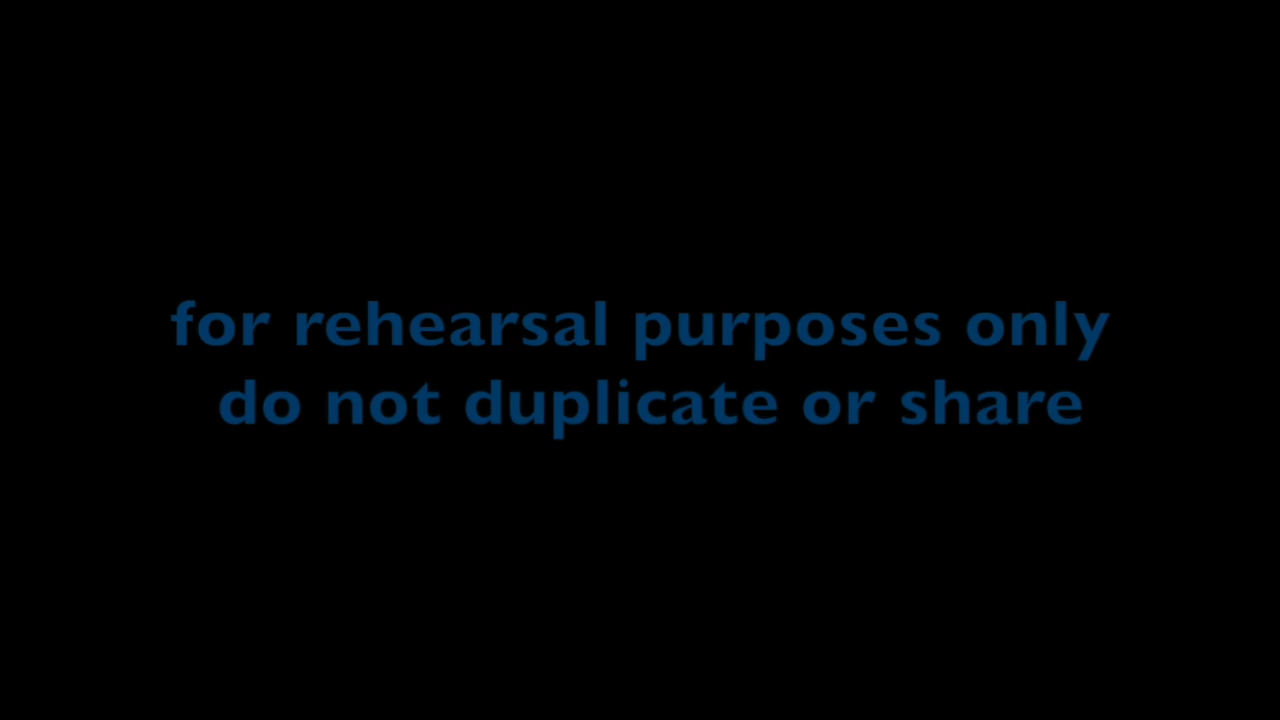 for rehearsal purposes only
do not duplicate or share